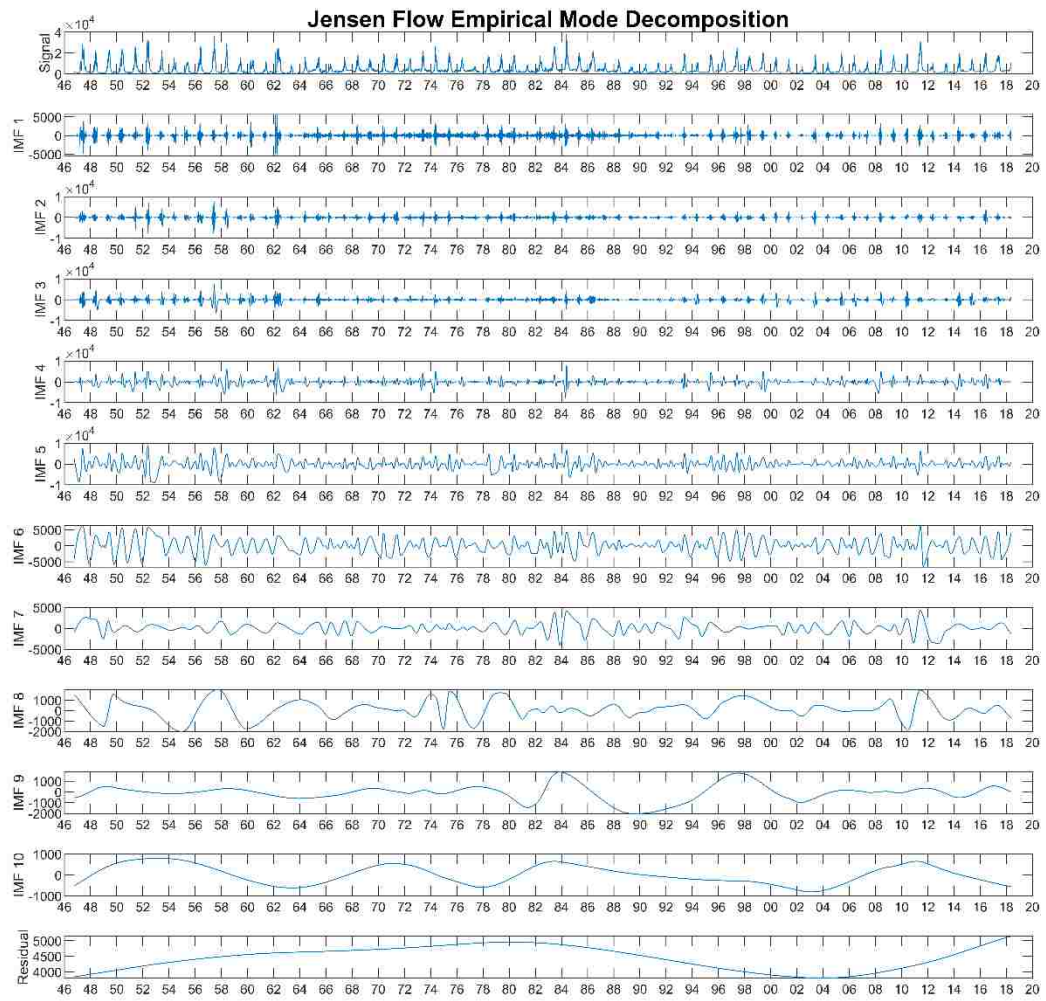 Jensen Flow Empirical Mode Decomposition
×10⁴
4
2
0
Signal
46 48 50 52 54 56 58 60 62 64 66 68 70 72 74 76 78 80 82 84 86 88 90 92 94 96 98 00 02 04 06 08 10 12 14 16 18 20
5000
0
-5000
IMF 1
46 48 50 52 54 56 58 60 62 64 66 68 70 72 74 76 78 80 82 84 86 88 90 92 94 96 98 00 02 04 06 08 10 12 14 16 18 20
×10⁴
1
0
-1
IMF 2
46 48 50 52 54 56 58 60 62 64 66 68 70 72 74 76 78 80 82 84 86 88 90 92 94 96 98 00 02 04 06 08 10 12 14 16 18 20
×10⁴
1
0
-1
IMF 3
46 48 50 52 54 56 58 60 62 64 66 68 70 72 74 76 78 80 82 84 86 88 90 92 94 96 98 00 02 04 06 08 10 12 14 16 18 20
×10⁴
1
0
-1
IMF 4
46 48 50 52 54 56 58 60 62 64 66 68 70 72 74 76 78 80 82 84 86 88 90 92 94 96 98 00 02 04 06 08 10 12 14 16 18 20
×10⁴
1
0
-1
IMF 5
46 48 50 52 54 56 58 60 62 64 66 68 70 72 74 76 78 80 82 84 86 88 90 92 94 96 98 00 02 04 06 08 10 12 14 16 18 20
5000
0
-5000
IMF 6
46 48 50 52 54 56 58 60 62 64 66 68 70 72 74 76 78 80 82 84 86 88 90 92 94 96 98 00 02 04 06 08 10 12 14 16 18 20
5000
0
-5000
IMF 7
46 48 50 52 54 56 58 60 62 64 66 68 70 72 74 76 78 80 82 84 86 88 90 92 94 96 98 00 02 04 06 08 10 12 14 16 18 20
1000
0
-1000
-2000
IMF 8
46 48 50 52 54 56 58 60 62 64 66 68 70 72 74 76 78 80 82 84 86 88 90 92 94 96 98 00 02 04 06 08 10 12 14 16 18 20
1000
0
-1000
-2000
IMF 9
46 48 50 52 54 56 58 60 62 64 66 68 70 72 74 76 78 80 82 84 86 88 90 92 94 96 98 00 02 04 06 08 10 12 14 16 18 20
1000
0
-1000
IMF 10
46 48 50 52 54 56 58 60 62 64 66 68 70 72 74 76 78 80 82 84 86 88 90 92 94 96 98 00 02 04 06 08 10 12 14 16 18 20
5000
4500
4000
Residual
46 48 50 52 54 56 58 60 62 64 66 68 70 72 74 76 78 80 82 84 86 88 90 92 94 96 98 00 02 04 06 08 10 12 14 16 18 20